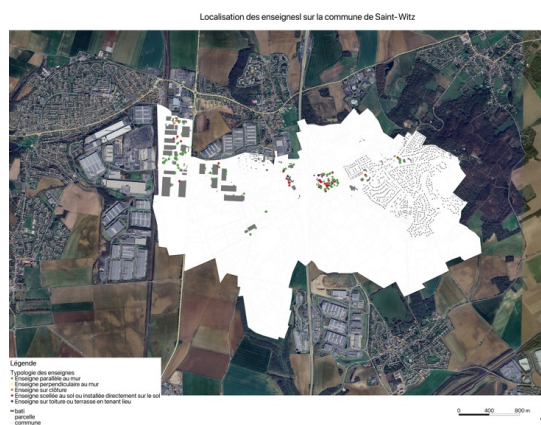 Localisation des enseignesl sur la commune de Saint-Witz
Légende
Typologie des enseignes
Enseigne parallèle au mur
Enseigne perpendiculaire au mur
Enseigne sur clôture
Enseigne scellée au sol ou installée directement sur le sol
Enseigne sur toiture ou terrasse en tenant lieu
bati
parcelle
commune
0 400 800 m